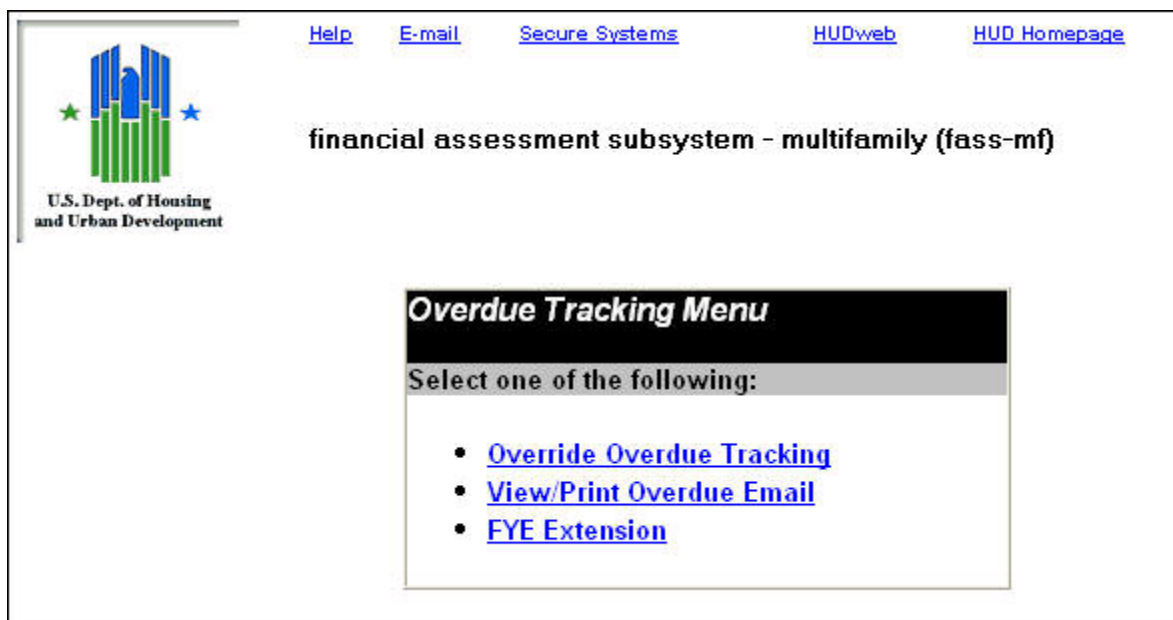 Help E-mail Secure Systems HUDweb HUD Homepage
financial assessment subsystem - multifamily (fass-mf)
U.S. Dept. of Housing
and Urban Development
Overdue Tracking Menu
Select one of the following:
• Override Overdue Tracking
• View/Print Overdue Email
• FYE Extension